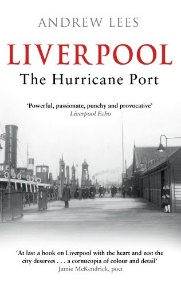 ANDREW LEES
LIVERPOOL
The Hurricane Port
'Powerful, passionate, punchy and provocative'
Liverpool Echo
'At last a book on Liverpool with the heart and zest the
city deserves . . . a cornucopia of colour and detail'
Jamie McKendrick, poet